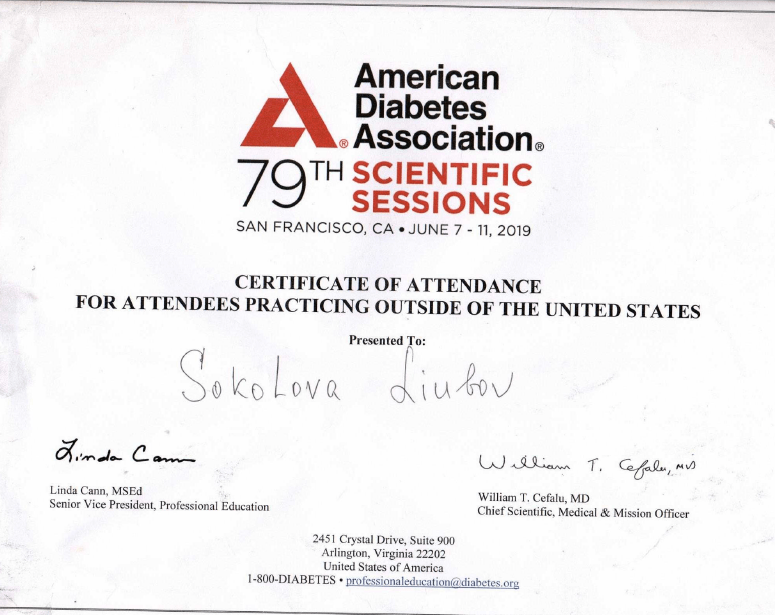 American
Diabetes
Association®
®
79TH SCIENTIFIC
SESSIONS
SAN FRANCISCO, CA • JUNE 7 - 11, 2019
CERTIFICATE OF ATTENDANCE
FOR ATTENDEES PRACTICING OUTSIDE OF THE UNITED STATES
Presented To:
Sokolova Liubov
Linda Cann
William T. Cefalu, MD
Linda Cann, MSEd
Senior Vice President, Professional Education
William T. Cefalu, MD
Chief Scientific, Medical & Mission Officer
2451 Crystal Drive, Suite 900
Arlington, Virginia 22202
United States of America
1-800-DIABETES • professionaleducation@diabetes.org